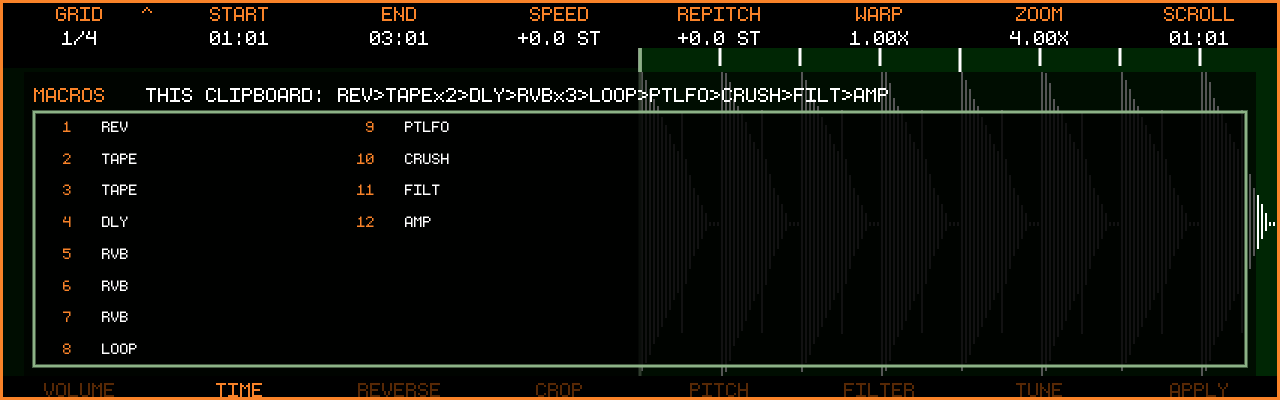 GRID ^ START END SPEED REPITCH WARP ZOOM SCROLL
1/4 01:01 03:01 +0.0 ST +0.0 ST 1.00X 4.00X 01:01
MACROS THIS CLIPBOARD: REV>TAPEx2>DLY>RVBx3>LOOP>PTLFO>CRUSH>FILT>AMP
1 REV 9 PTLFO
2 TAPE 10 CRUSH
3 TAPE 11 FILT
4 DLY 12 AMP
5 RVB
6 RVB
7 RVB
8 LOOP
VOLUME TIME REVERSE CROP PITCH FILTER TUNE APPLY